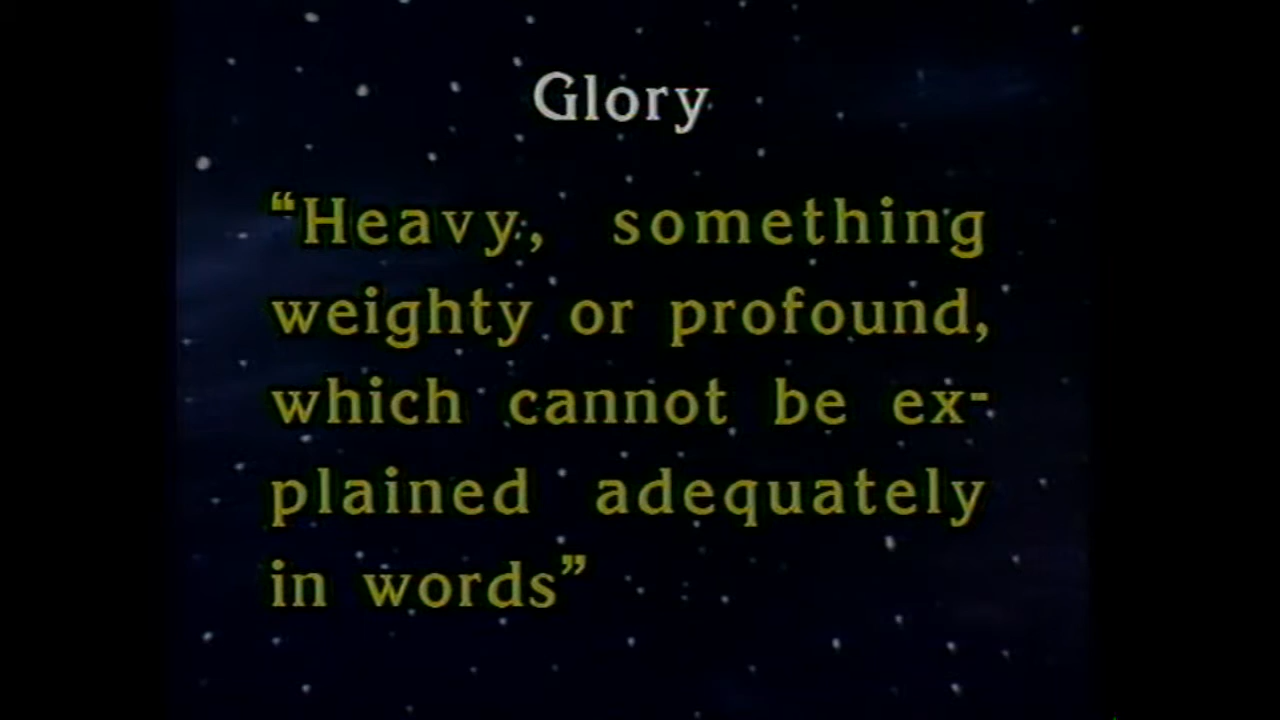 Glory
“Heavy, something
weighty or profound,
which cannot be ex-
plained adequately
in words”